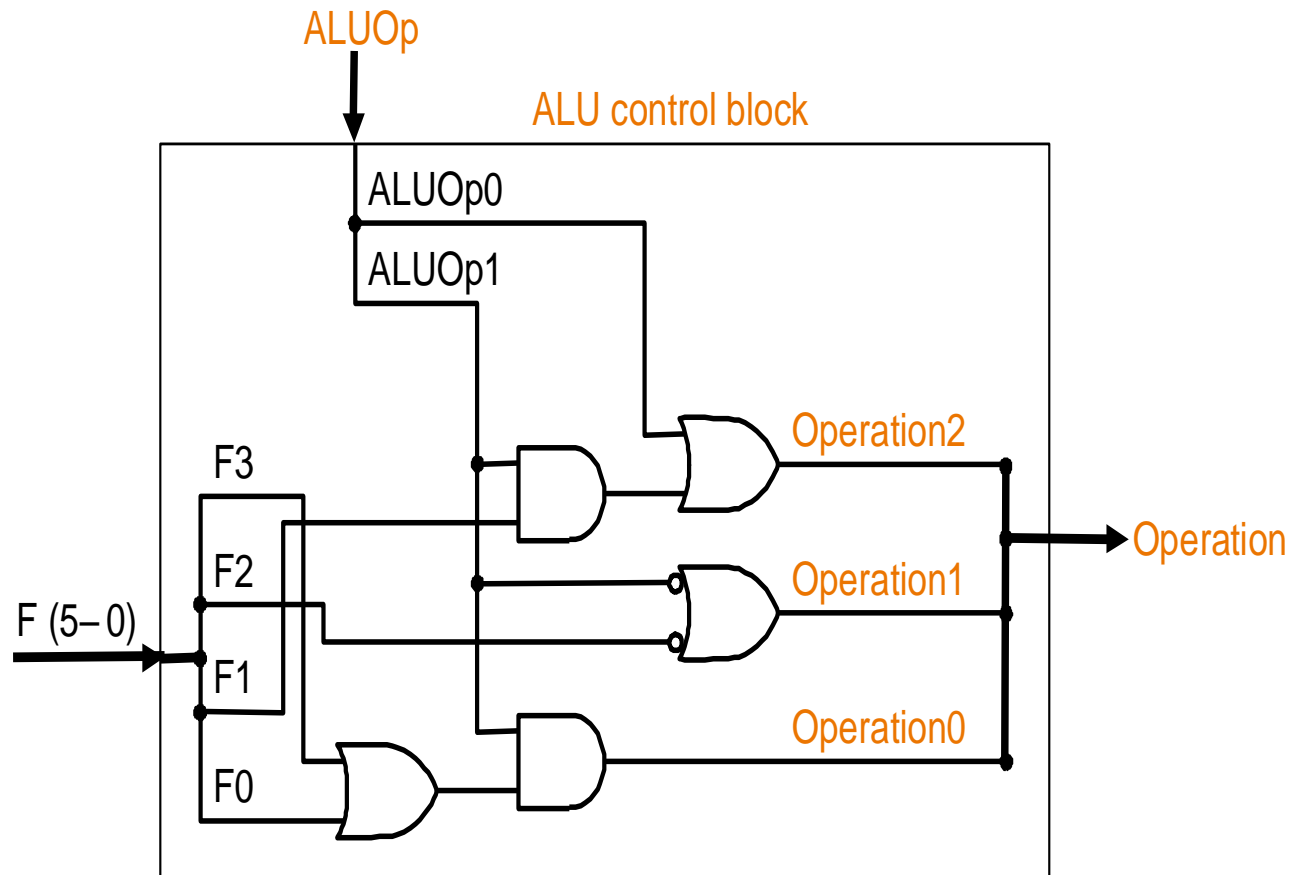 ALUOp
ALU control block
ALUOp0
ALUOp1
Operation2
F3
Operation
F2
Operation1
F (5– 0)
F1
Operation0
F0